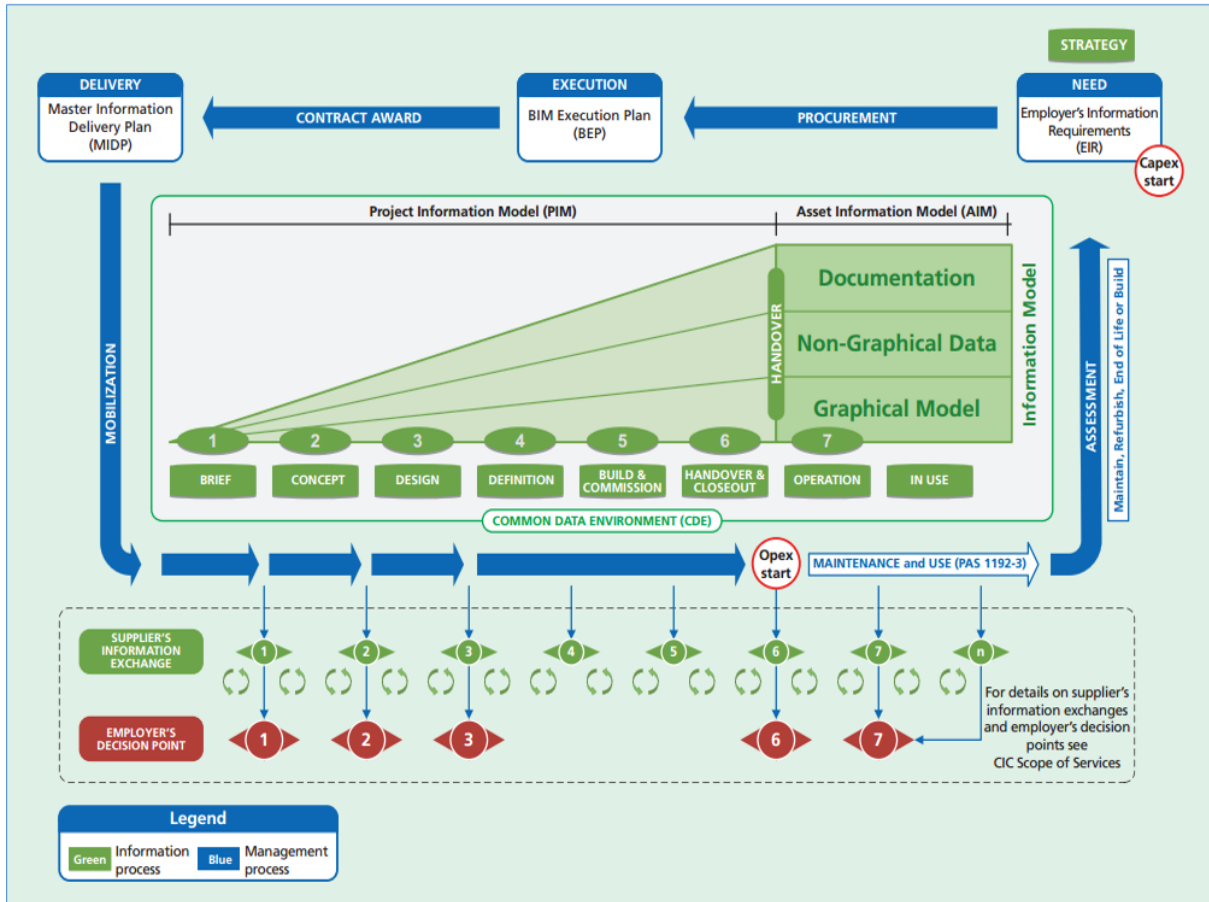 STRATEGY
DELIVERY
Master Information
Delivery Plan
(MIDP)
CONTRACT AWARD
EXECUTION
BIM Execution Plan
(BEP)
PROCUREMENT
NEED
Employer's Information
Requirements
(EIR)
Capex
start
Project Information Model (PIM)
Asset Information Model (AIM)
MOBILIZATION
HANDOVER
Documentation
Non-Graphical Data
Graphical Model
Information Model
ASSESSMENT
Maintain, Refurbish, End of Life or Build
1
2
3
4
5
6
7
BRIEF
CONCEPT
DESIGN
DEFINITION
BUILD &
COMMISSION
HANDOVER &
CLOSEOUT
OPERATION
IN USE
COMMON DATA ENVIRONMENT (CDE)
Opex
start
MAINTENANCE and USE (PAS 1192-3)
SUPPLIER'S
INFORMATION
EXCHANGE
1
2
3
4
5
6
7
n
EMPLOYER'S
DECISION POINT
1
2
3
6
7
For details on supplier's
information exchanges
and employer's decision
points see
CIC Scope of Services
Legend
Green
Information
process
Blue
Management
process